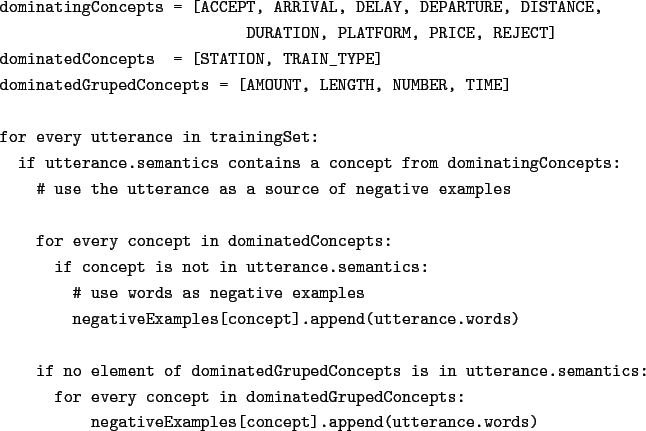 dominatingConcepts = [ACCEPT, ARRIVAL, DELAY, DEPARTURE, DISTANCE,
DURATION, PLATFORM, PRICE, REJECT]
dominatedConcepts  = [STATION, TRAIN_TYPE]
dominatedGrupedConcepts = [AMOUNT, LENGTH, NUMBER, TIME]
for every utterance in trainingSet:
if utterance.semantics contains a concept from dominatingConcepts:
# use the utterance as a source of negative examples
for every concept in dominatedConcepts:
if concept is not in utterance.semantics:
# use words as negative examples
negativeExamples[concept].append(utterance.words)
if no element of dominatedGrupedConcepts is in utterance.semantics:
for every concept in dominatedGrupedConcepts:
negativeExamples[concept].append(utterance.words)